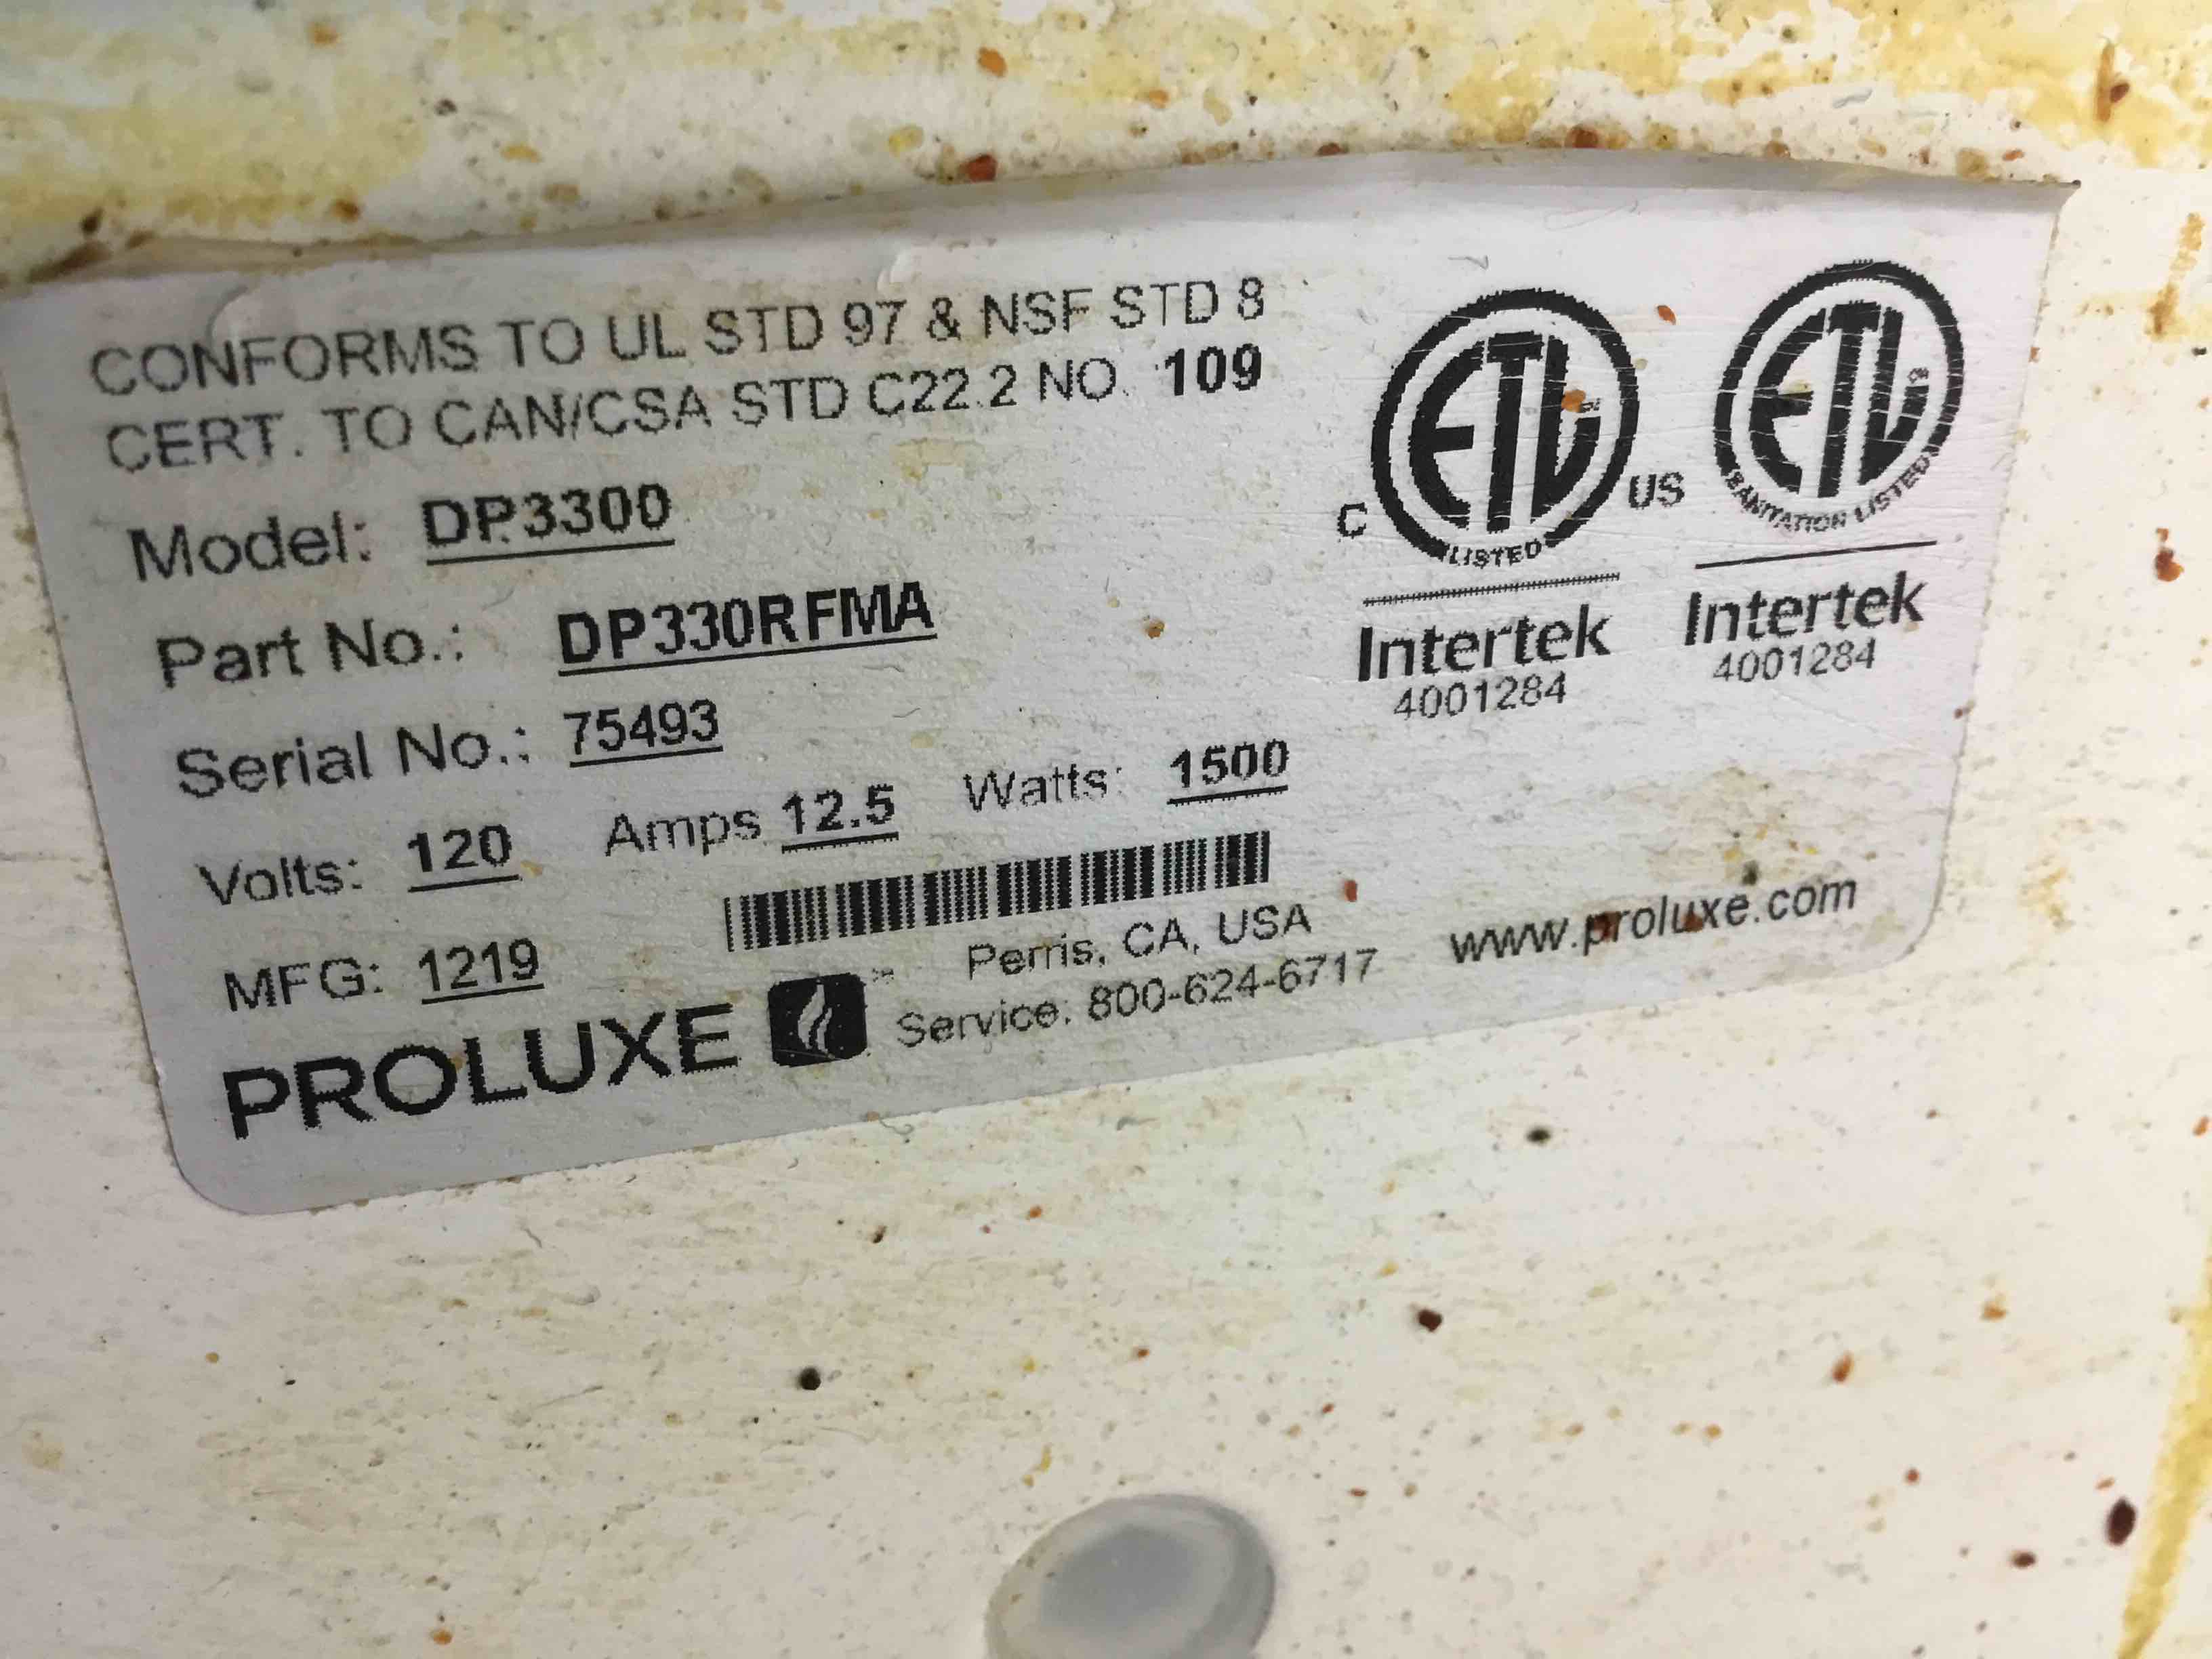 CONFORMS TO UL STD 97 & NSF STD 8
CERT. TO CAN/CSA STD C22.2 NO. 109
Model: DP3300
Part No.: DP330RFMA
Serial No.: 75493
Volts: 120 Amps 12.5 Watts: 1500
MFG: 1219
PROLUXE
Perris, CA, USA
Service: 800-624-6717
www.proluxe.com
C ETL US
LISTED
Intertek
4001284
ETL
SANITATION LISTED
Intertek
4001284